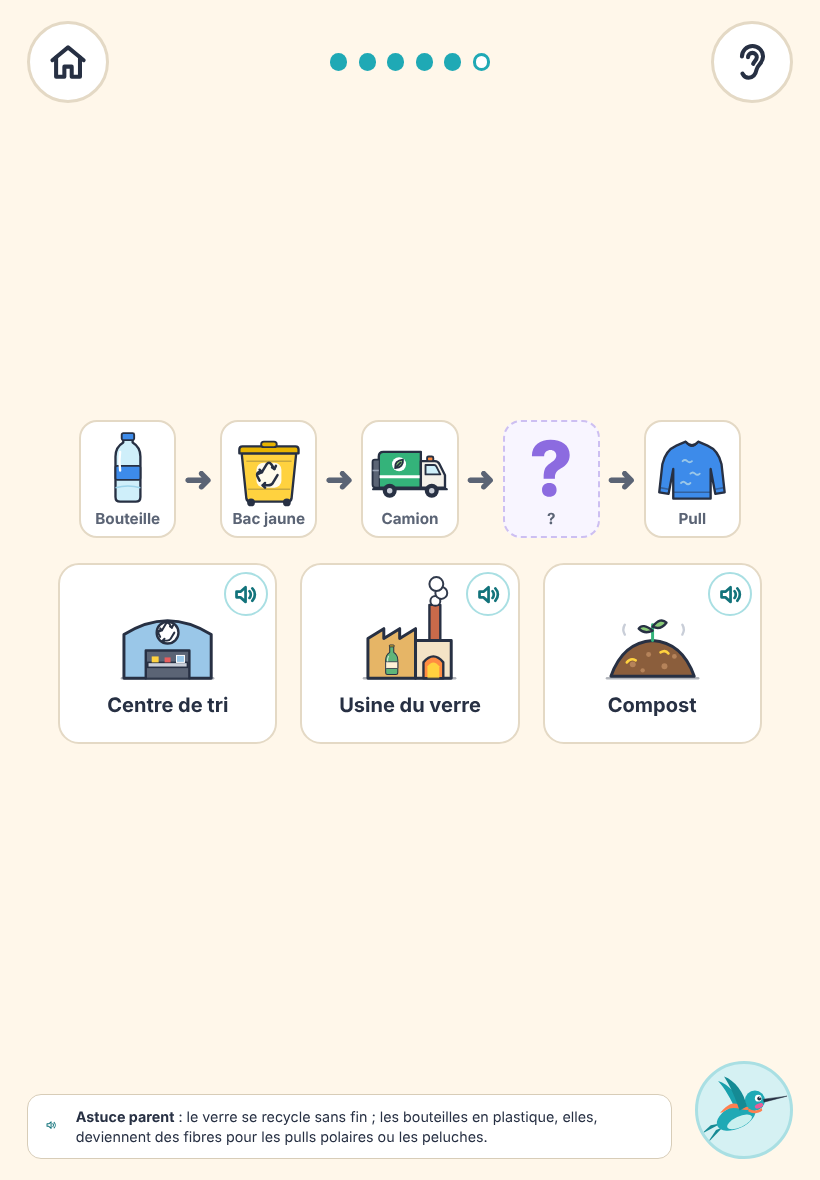 Bouteille
Bac jaune
Camion
?
?
Pull
Centre de tri
Usine du verre
Compost
Astuce parent : le verre se recycle sans fin ; les bouteilles en plastique, elles,
deviennent des fibres pour les pulls polaires ou les peluches.